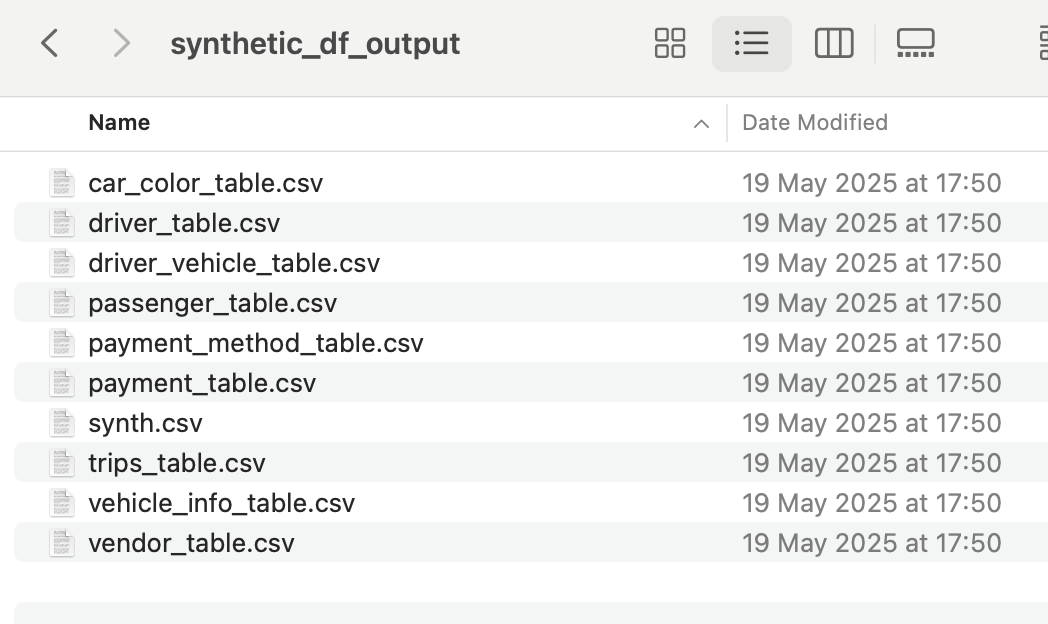 synthetic_df_output
Name Date Modified
car_color_table.csv 19 May 2025 at 17:50
driver_table.csv 19 May 2025 at 17:50
driver_vehicle_table.csv 19 May 2025 at 17:50
passenger_table.csv 19 May 2025 at 17:50
payment_method_table.csv 19 May 2025 at 17:50
payment_table.csv 19 May 2025 at 17:50
synth.csv 19 May 2025 at 17:50
trips_table.csv 19 May 2025 at 17:50
vehicle_info_table.csv 19 May 2025 at 17:50
vendor_table.csv 19 May 2025 at 17:50